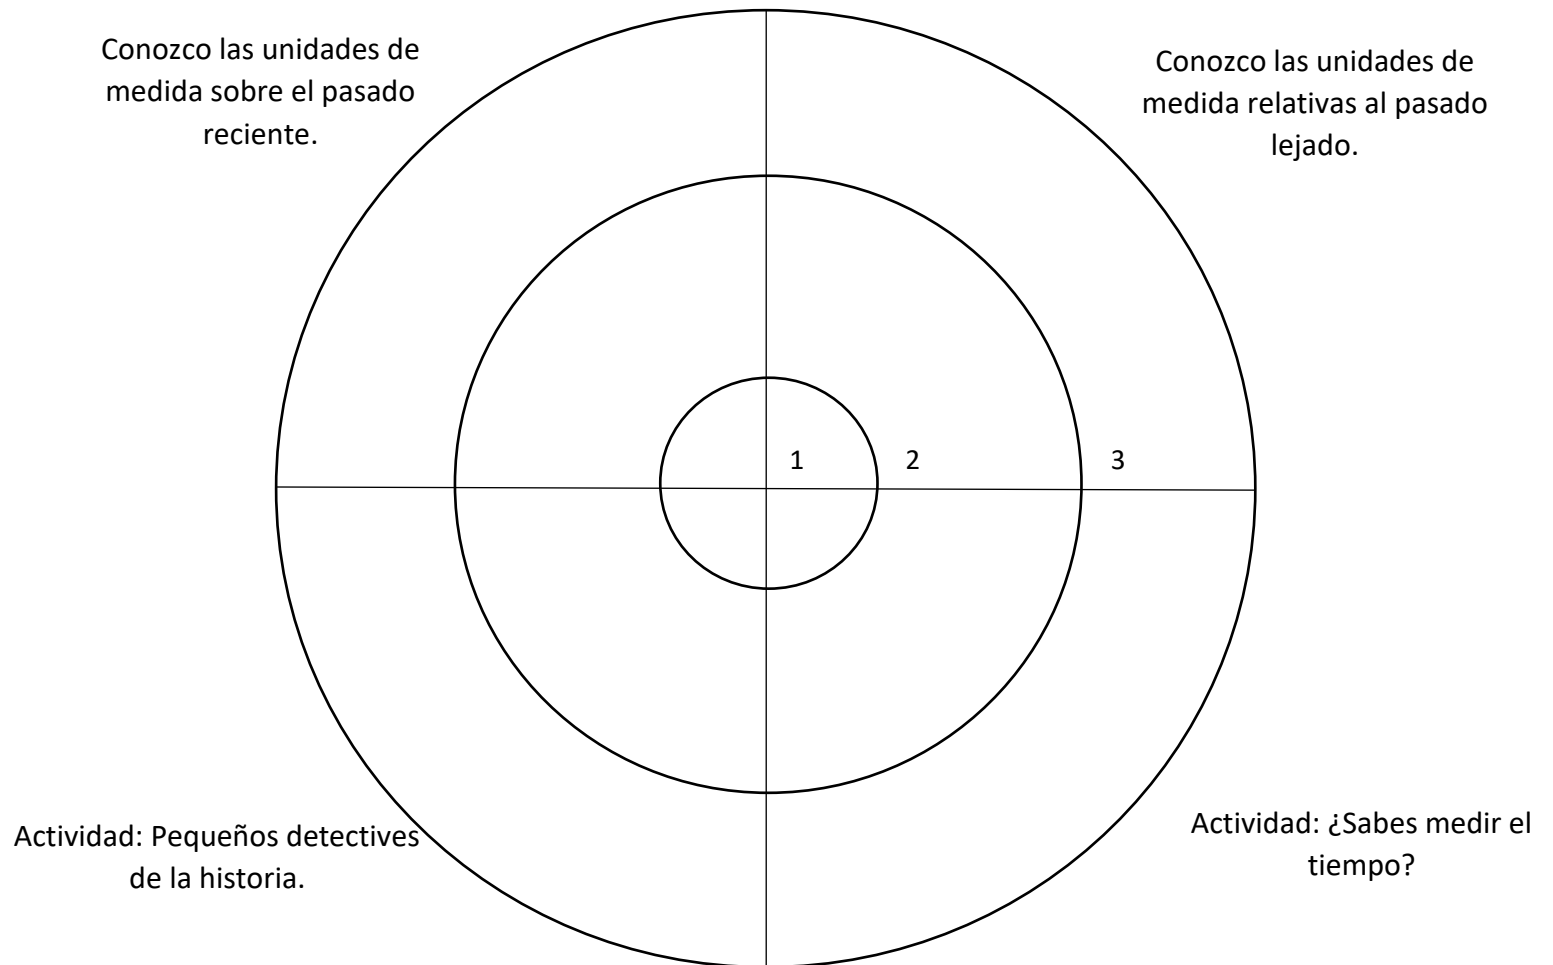 Conozco las unidades de
medida sobre el pasado
reciente.
Conozco las unidades de
medida relativas al pasado
lejado.
1
2
3
Actividad: Pequeños detectives
de la historia.
Actividad: ¿Sabes medir el
tiempo?